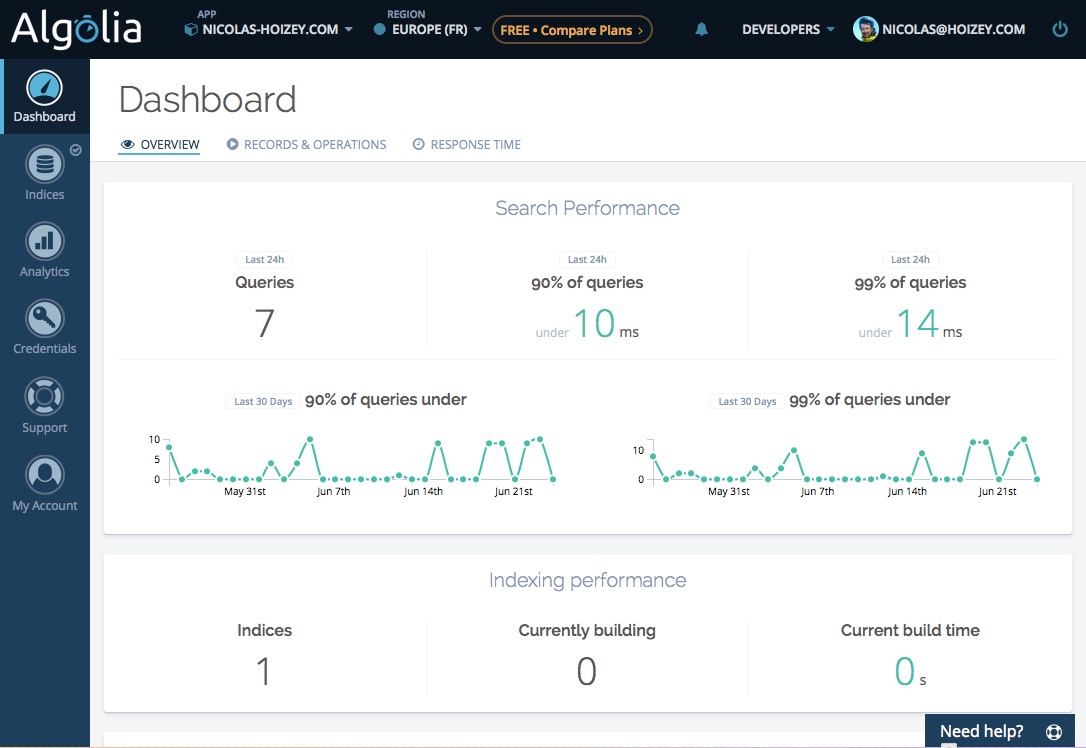 Algolia
APP
NICOLAS-HOIZEY.COM
REGION
EUROPE (FR)
FREE • Compare Plans ›
DEVELOPERS
NICOLAS@HOIZEY.COM
Dashboard
Indices
Analytics
Credentials
Support
My Account
Dashboard
OVERVIEW
RECORDS & OPERATIONS
RESPONSE TIME
Search Performance
Last 24h
Queries
7
Last 24h
90% of queries
under 10 ms
Last 24h
99% of queries
under 14 ms
Last 30 Days 90% of queries under
10
5
0
May 31st Jun 7th Jun 14th Jun 21st
Last 30 Days 99% of queries under
10
0
May 31st Jun 7th Jun 14th Jun 21st
Indexing performance
Indices
1
Currently building
0
Current build time
0 s
Need help?